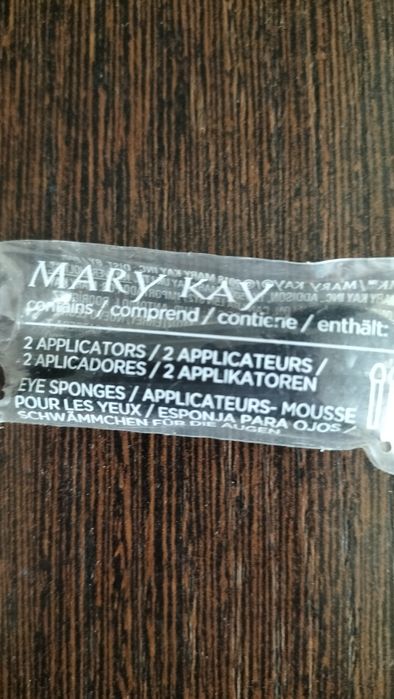 MARY KAY
contains / comprend / contiene / enthält:
2 APPLICATORS / 2 APPLICATEURS /
2 APLICADORES / 2 APPLIKATOREN
EYE SPONGES / APPLICATEURS-MOUSSE
POUR LES YEUX / ESPONJA PARA OJOS /
SCHWÄMMCHEN FÜR DIE AUGEN